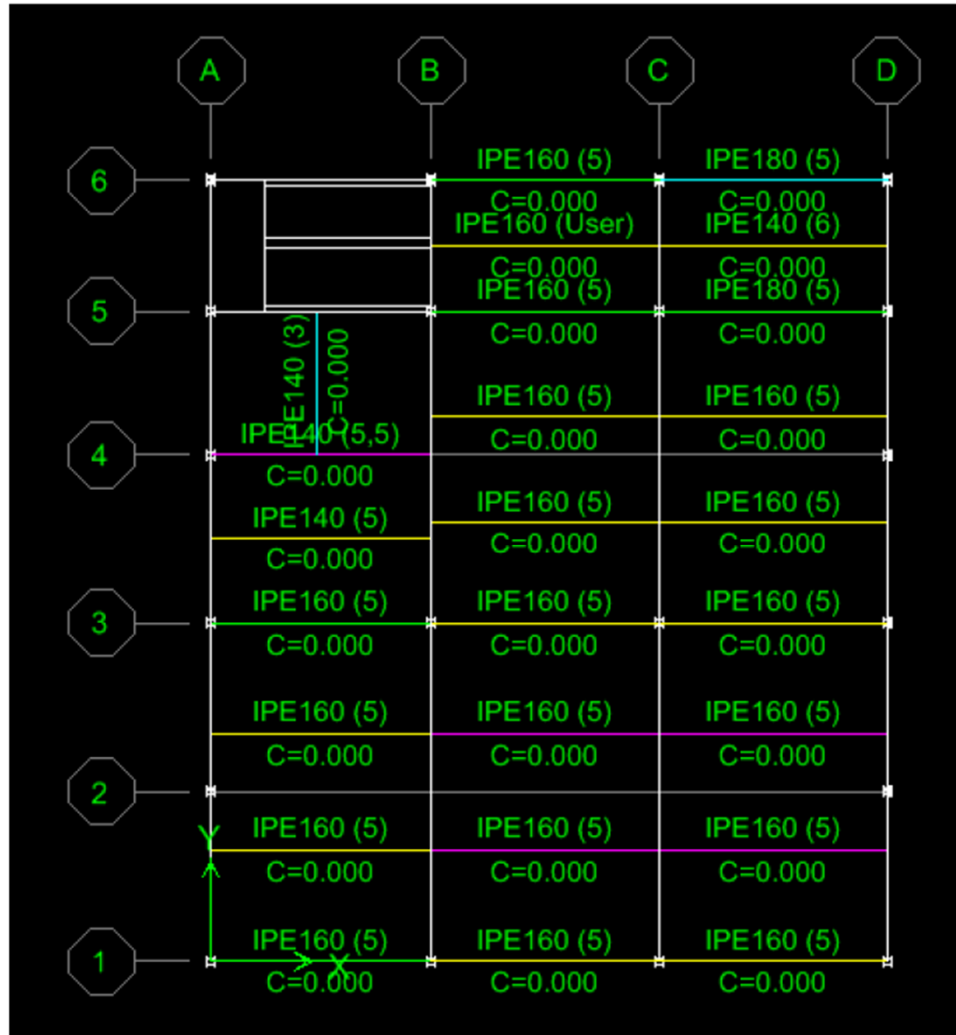 A B C D
6 IPE160 (5) IPE180 (5)
C=0.000 C=0.000
IPE160 (User) IPE140 (6)
C=0.000 C=0.000
5 IPE160 (5) IPE180 (5)
C=0.000 C=0.000
IPE140 (3)
C=0.000
IPE160 (5) IPE160 (5)
C=0.000 C=0.000
4 IPE140 (5,5)
C=0.000
IPE160 (5) IPE160 (5)
IPE140 (5)
C=0.000 C=0.000
C=0.000
3 IPE160 (5) IPE160 (5) IPE160 (5)
C=0.000 C=0.000 C=0.000
IPE160 (5) IPE160 (5) IPE160 (5)
C=0.000 C=0.000 C=0.000
2
Y
IPE160 (5) IPE160 (5) IPE160 (5)
C=0.000 C=0.000 C=0.000
1 IPE160 (5) IPE160 (5) IPE160 (5)
X
C=0.000 C=0.000 C=0.000